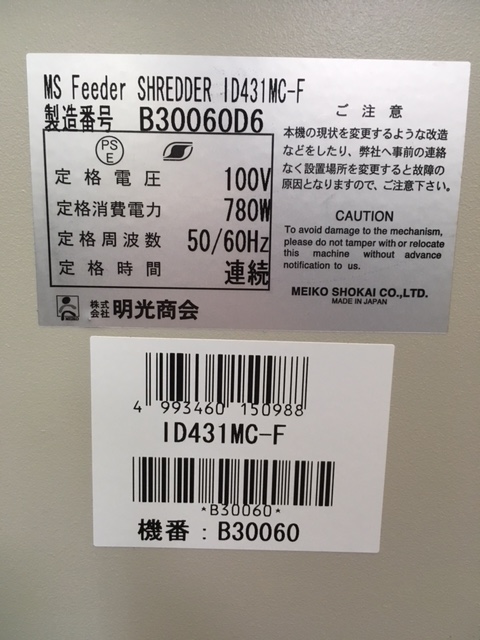 MS Feeder SHREDDER ID431MC-F
製造番号 B30060D6
PS
E
定格電圧 100V
定格消費電力 780W
定格周波数 50/60Hz
定格時間 連続
株式会社 明光商会
ご注意
本機の現状を変更するような改造
などをしたり、弊社へ事前の連絡
なく設置場所を変更すると故障の
原因となりますので、ご注意下さい。
CAUTION
To avoid damage to the mechanism,
please do not tamper with or relocate
this machine without advance
notification to us.
MEIKO SHOKAI CO.,LTD.
MADE IN JAPAN
4 993460 150988
ID431MC-F
*B30060*
機番：B30060